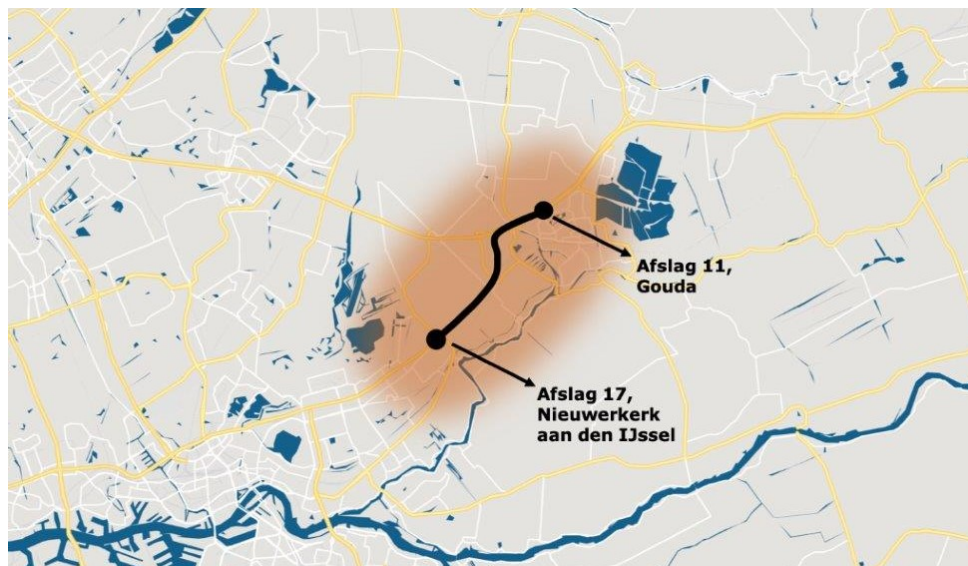 Afslag 11,
Gouda
Afslag 17,
Nieuwerkerk
aan den IJssel